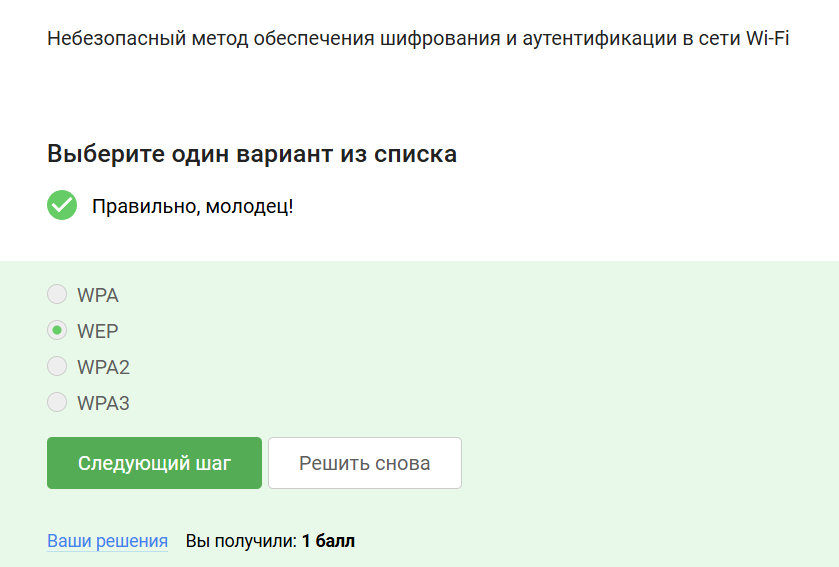 Небезопасный метод обеспечения шифрования и аутентификации в сети Wi-Fi
Выберите один вариант из списка
Правильно, молодец!
WPA
WEP
WPA2
WPA3
Следующий шаг Решить снова
Ваши решения Вы получили: 1 балл